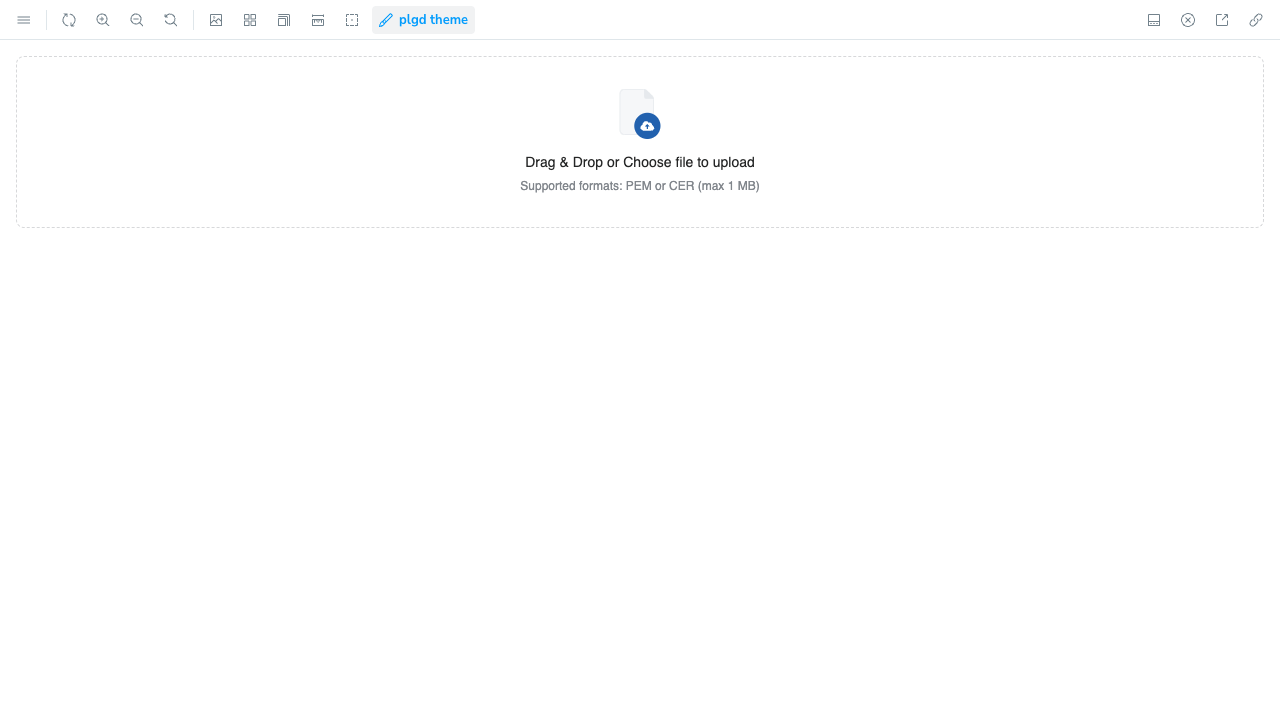 plgd theme
Drag & Drop or Choose file to upload
Supported formats: PEM or CER (max 1 MB)